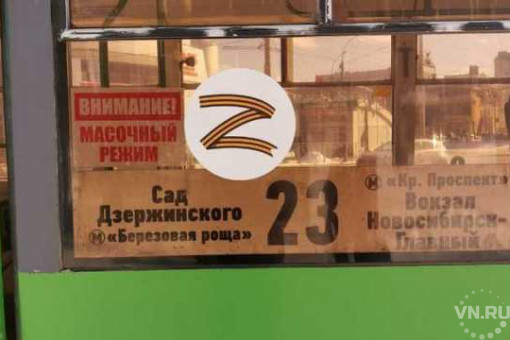 ВНИМАНИЕ!
МАСОЧНЫЙ
РЕЖИМ
Z
Сад
Дзержинского
М «Березовая роща»
23
М «Кр. Проспект»
Вокзал
Новосибирск-
Главный
VN.RU